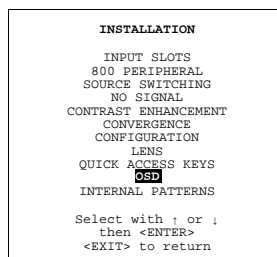 INSTALLATION
INPUT SLOTS
800 PERIPHERAL
SOURCE SWITCHING
NO SIGNAL
CONTRAST ENHANCEMENT
CONVERGENCE
CONFIGURATION
LENS
QUICK ACCESS KEYS
OSD
INTERNAL PATTERNS
Select with ↑ or ↓
then <ENTER>
<EXIT> to return